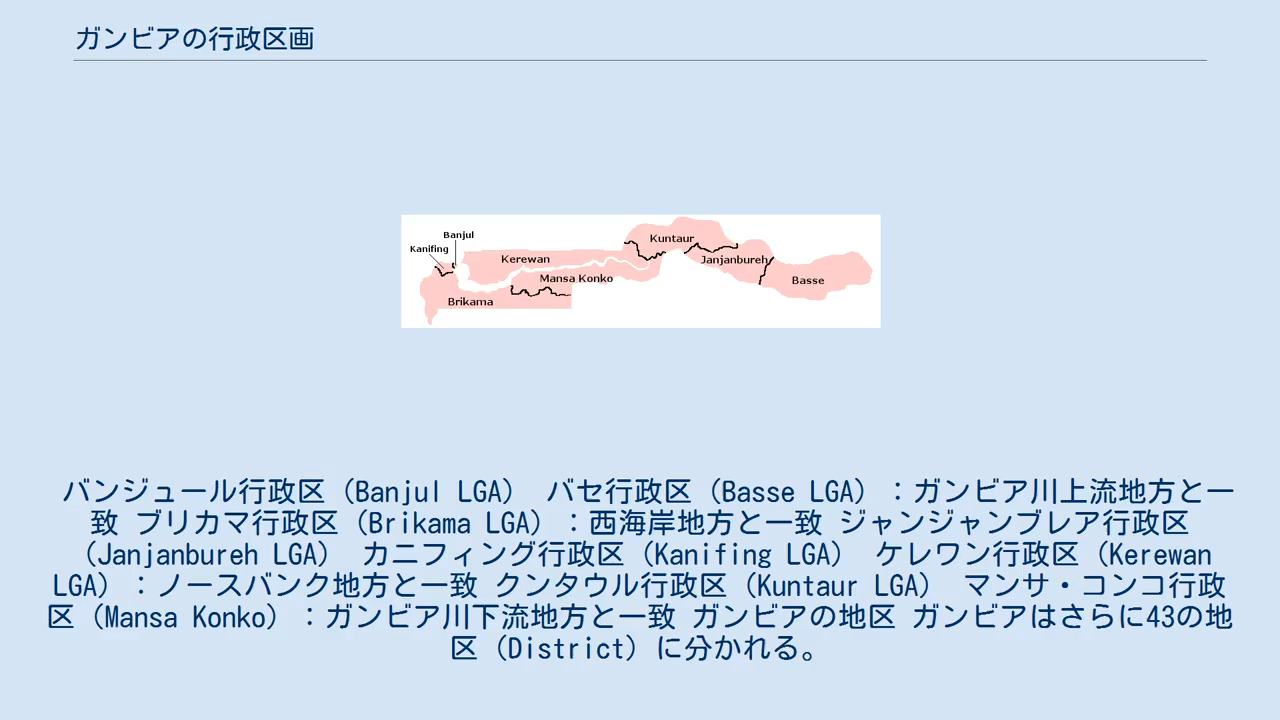 ガンビアの行政区画
Banjul
Kanifing
Kuntaur
Kerewan
Janjanbureh
Mansa Konko
Basse
Brikama
バンジュール行政区（Banjul LGA） バセ行政区（Basse LGA）：ガンビア川上流地方と一
致 ブリカマ行政区（Brikama LGA）：西海岸地方と一致 ジャンジャンブレア行政区
（Janjanbureh LGA） カニフィング行政区（Kanifing LGA） ケレワン行政区（Kerewan
LGA）：ノースバンク地方と一致 クンタウル行政区（Kuntaur LGA） マンサ・コンコ行政
区（Mansa Konko）：ガンビア川下流地方と一致 ガンビアの地区 ガンビアはさらに43の地
区（District）に分かれる。